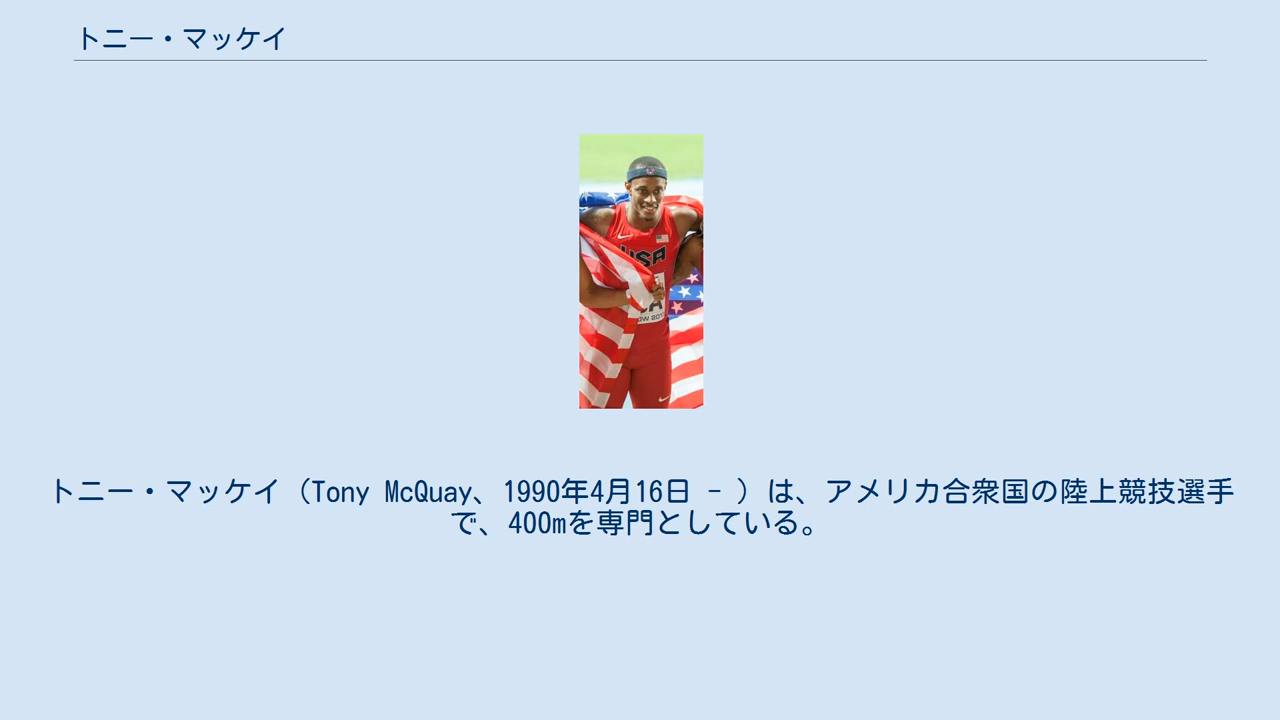 トニー・マッケイ
USA
トニー・マッケイ（Tony McQuay、1990年4月16日 - ）は、アメリカ合衆国の陸上競技選手
で、400mを専門としている。